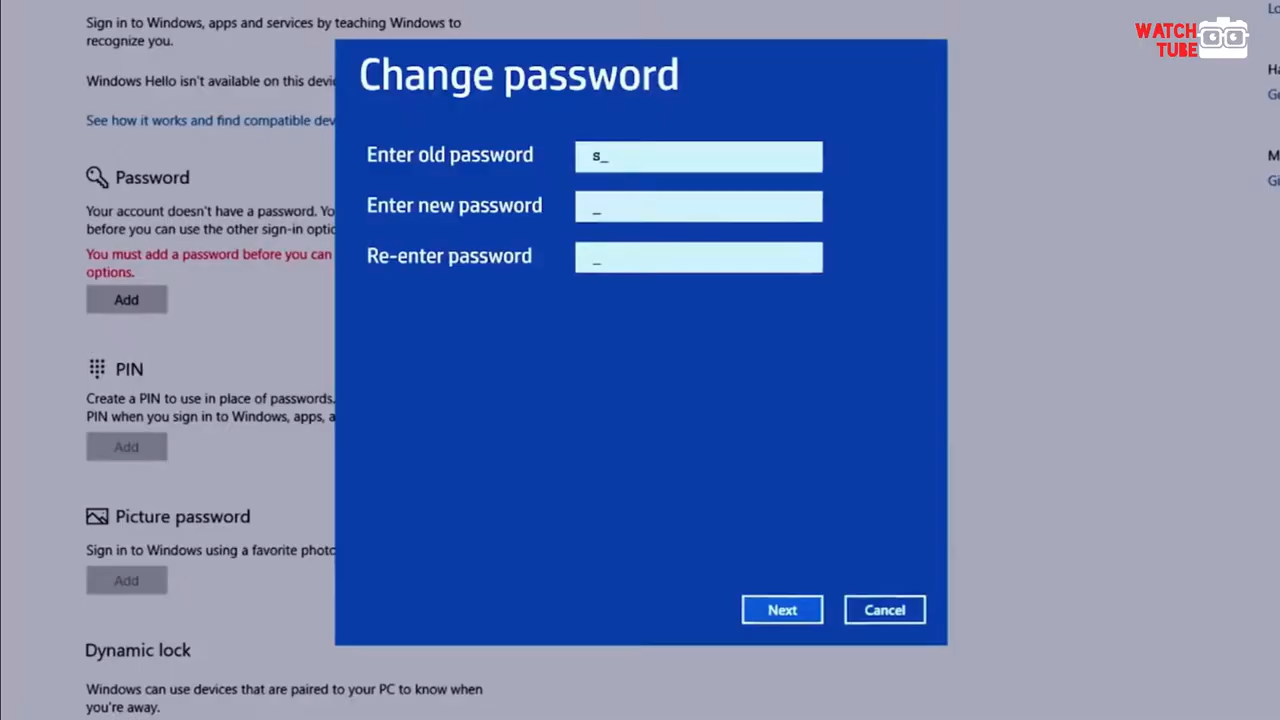 Sign in to Windows, apps and services by teaching Windows to
recognize you.
Windows Hello isn't available on this devi
See how it works and find compatible dev
Password
Your account doesn't have a password. Yo
before you can use the other sign-in optio
You must add a password before you can
options.
Add
PIN
Create a PIN to use in place of passwords.
PIN when you sign in to Windows, apps, a
Add
Picture password
Sign in to Windows using a favorite photo
Add
Dynamic lock
Windows can use devices that are paired to your PC to know when
you're away.
Change password
Enter old password
s_
Enter new password
_
Re-enter password
_
Next
Cancel
WATCH
TUBE
Lo
Ha
Ge
M
Gi